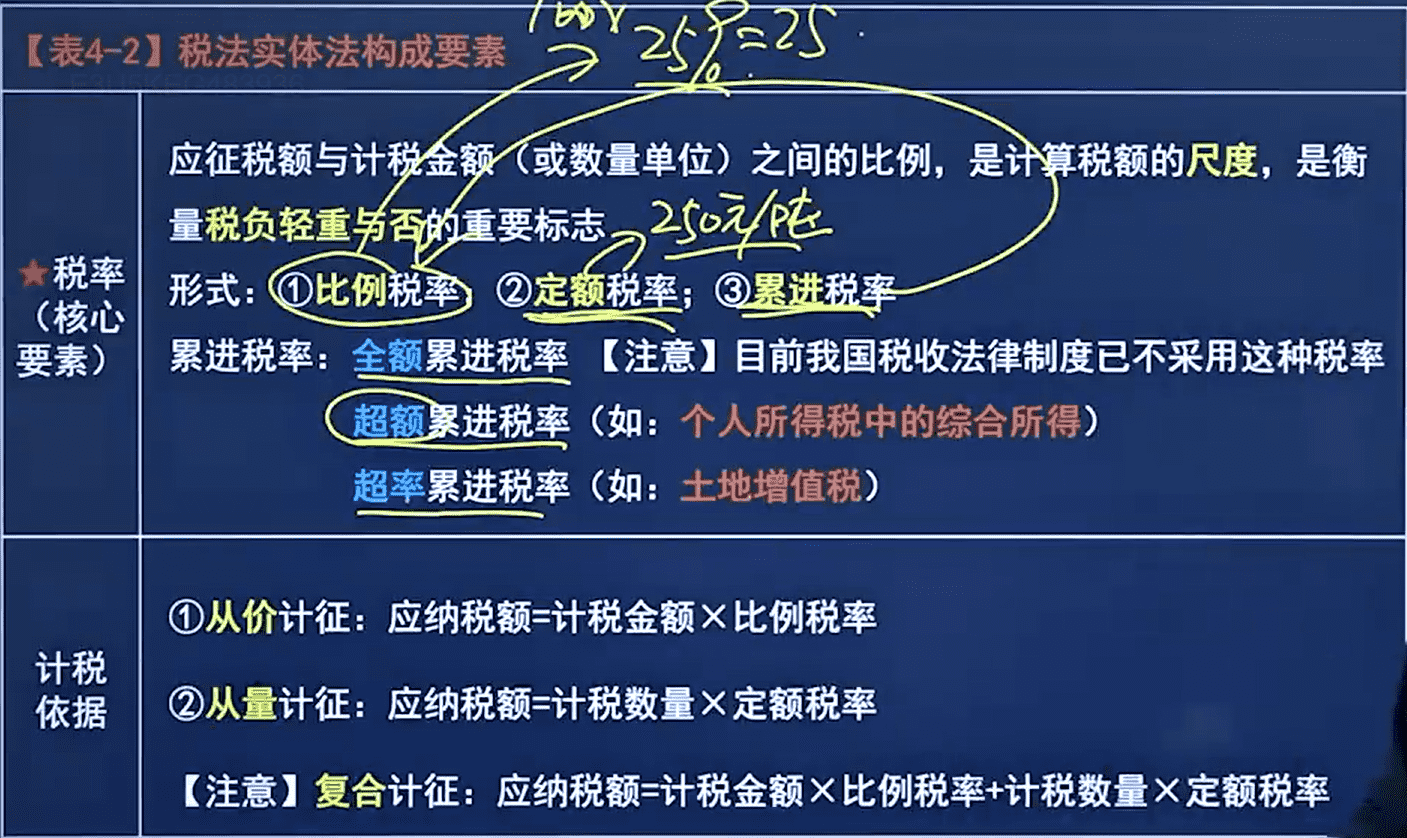 【表4-2】税法实体法构成要素
25%=25
★税率
（核心
要素）
应征税额与计税金额（或数量单位）之间的比例，是计算税额的尺度，是衡
量税负轻重与否的重要标志
250元/吨
形式：①比例税率；②定额税率；③累进税率
累进税率：全额累进税率 【注意】目前我国税收法律制度已不采用这种税率
超额累进税率（如：个人所得税中的综合所得）
超率累进税率（如：土地增值税）
计税
依据
①从价计征：应纳税额=计税金额×比例税率
②从量计征：应纳税额=计税数量×定额税率
【注意】复合计征：应纳税额=计税金额×比例税率+计税数量×定额税率